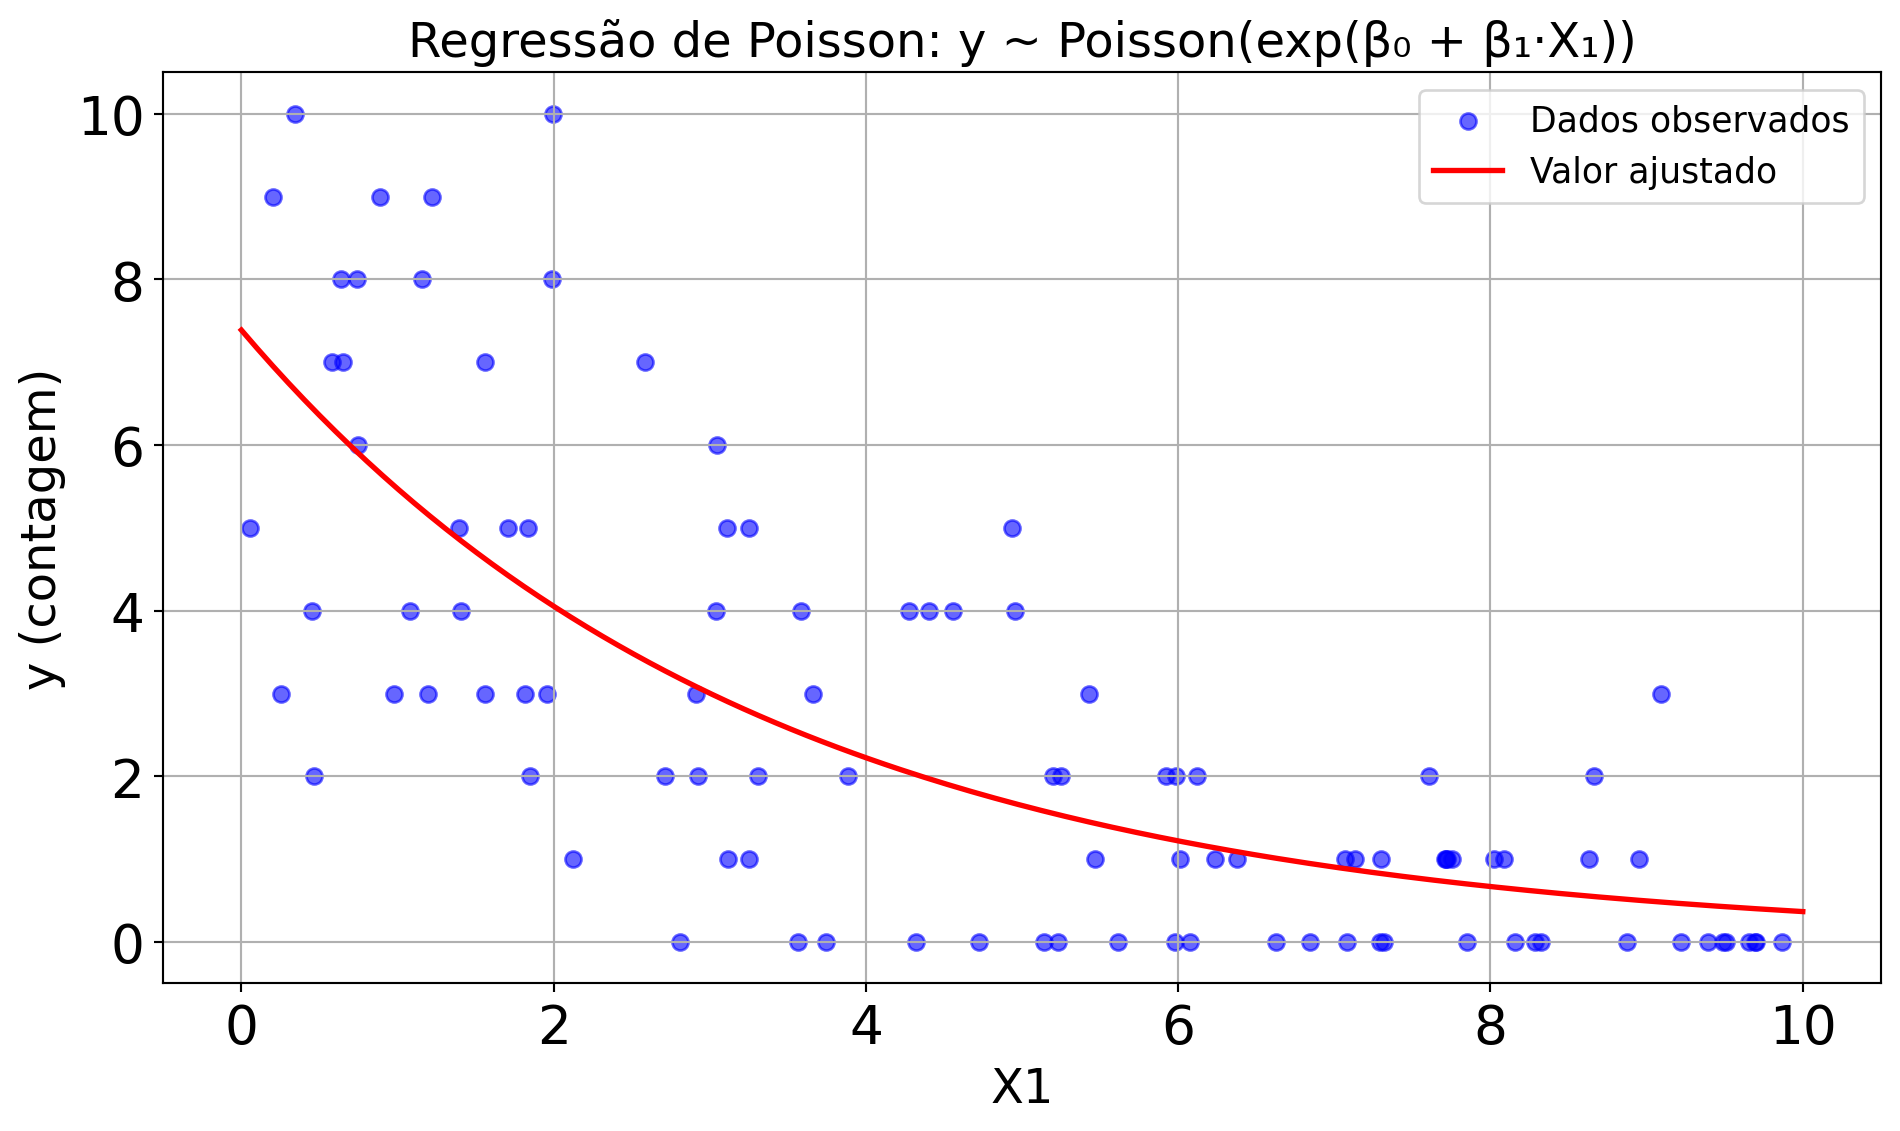 Regressão de Poisson: y ~ Poisson(exp(β₀ + β₁·X₁))
Dados observados
Valor ajustado
y (contagem)
10
8
6
4
2
0
0 2 4 6 8 10
X1